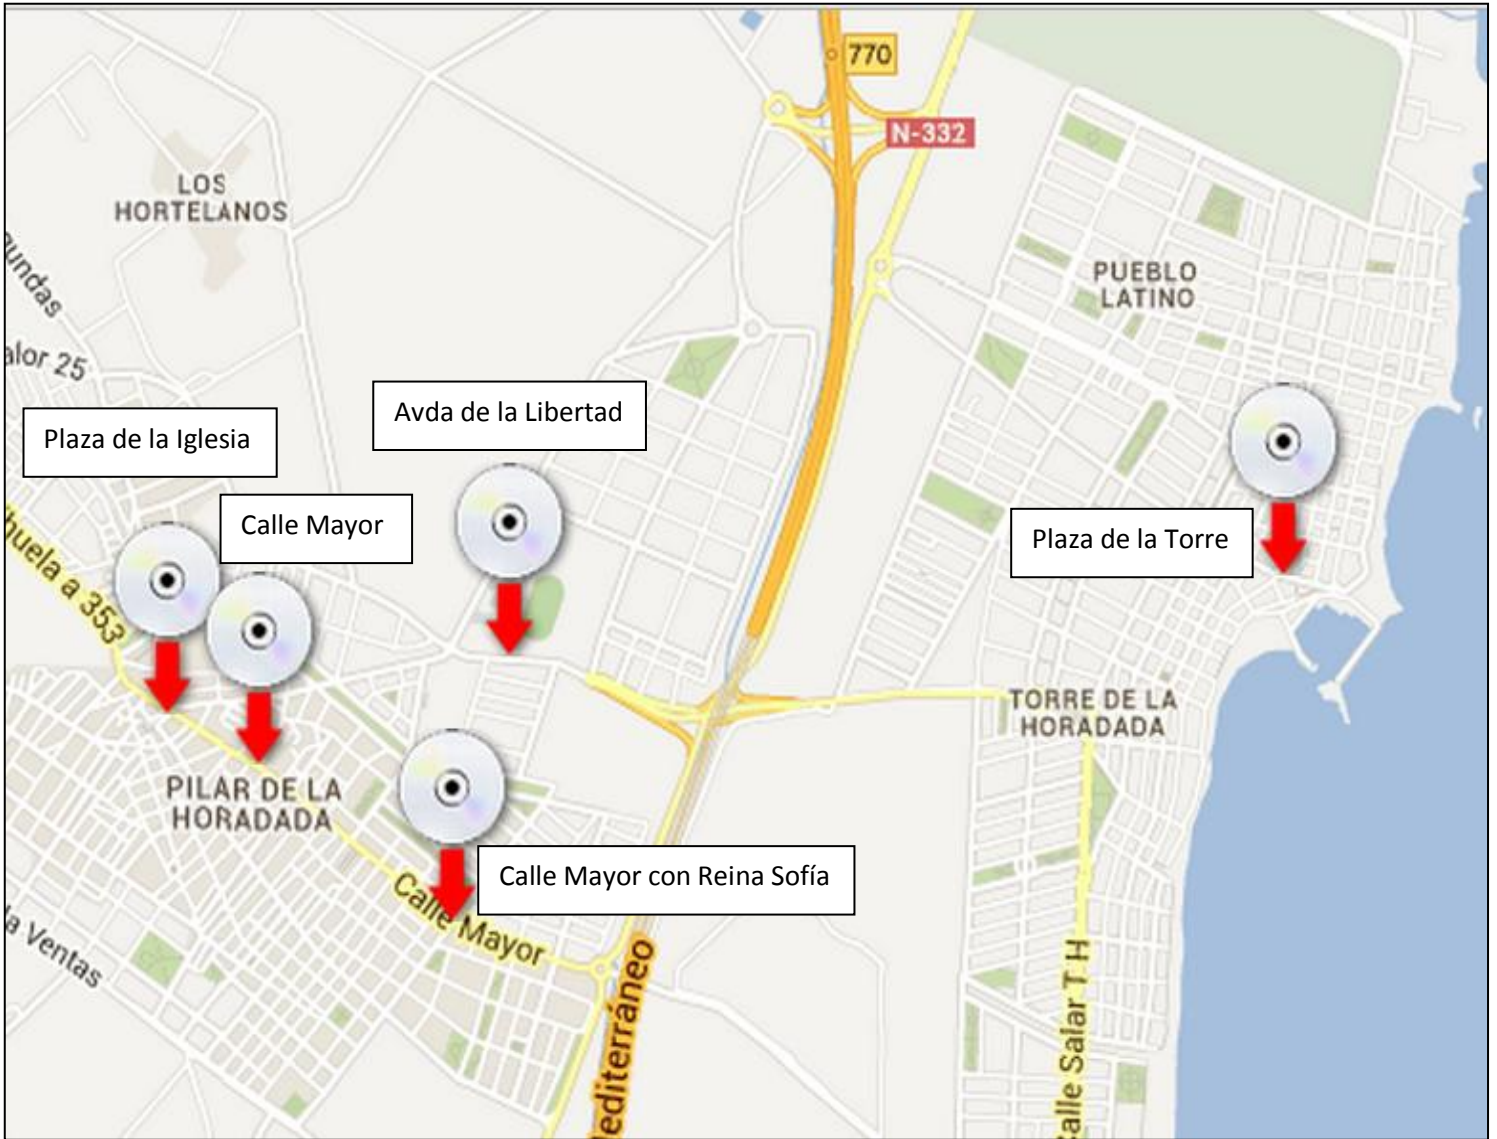 770
N-332
LOS
HORTELANOS
PUEBLO
LATINO
alor 25
Avda de la Libertad
Plaza de la Iglesia
Calle Mayor
Plaza de la Torre
a 353
TORRE DE LA
HORADADA
PILAR DE LA
HORADADA
Calle Mayor con Reina Sofía
Calle Mayor
la Ventas
editerráneo
alle Salar T H